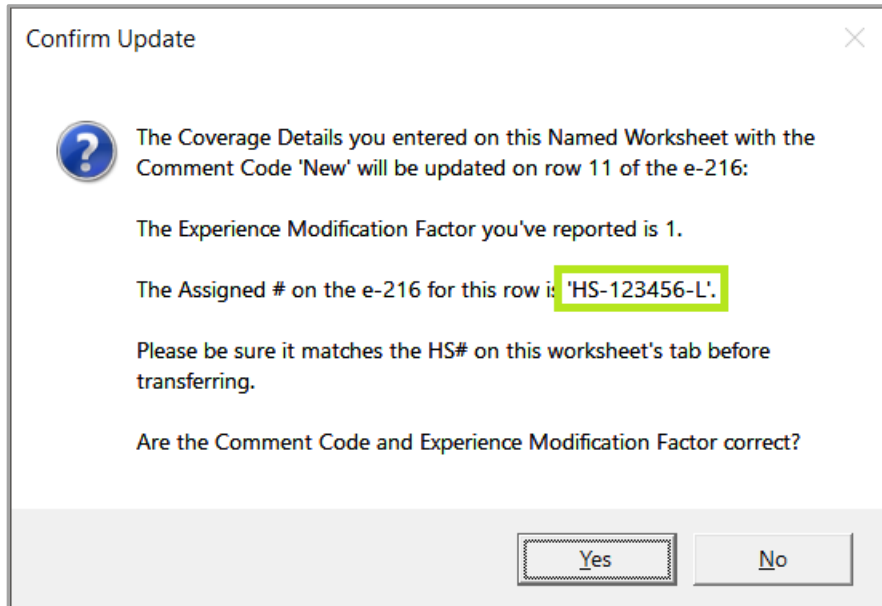 Confirm Update
The Coverage Details you entered on this Named Worksheet with the
Comment Code 'New' will be updated on row 11 of the e-216:
The Experience Modification Factor you've reported is 1.
The Assigned # on the e-216 for this row is 'HS-123456-L'.
Please be sure it matches the HS# on this worksheet's tab before
transferring.
Are the Comment Code and Experience Modification Factor correct?
Yes No